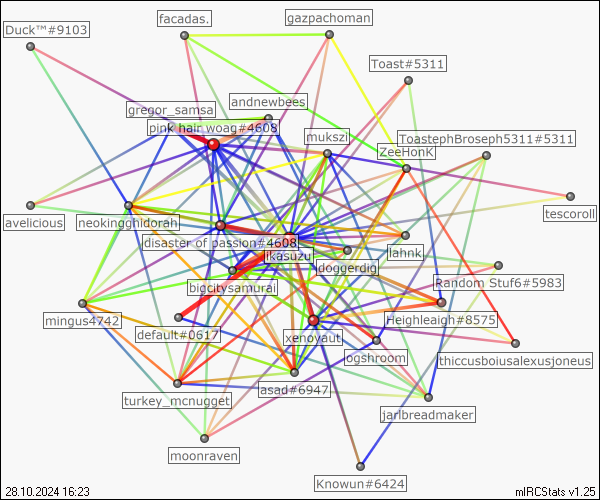 facadas.
gazpachoman
Duck™#9103
Toast#5311
andnewbees
gregor_samsa
pink hair woag#4608
mukszi
ToastephBroseph5311#5311
ZeeHonK
avelicious
neokingghidorah
tescoroll
disaster of passion#4608
lahnk
ikasuzu
doggerdig
Random Stuf6#5983
bigcitysamurai
mingus4742
Heighleaigh#8575
default#0617
xenoyaut
ogshroom
thiccusboiusalexusjoneus
asad#6947
turkey_mcnugget
jarlbreadmaker
moonraven
Knowun#6424
28.10.2024 16:23
mIRCStats v1.25